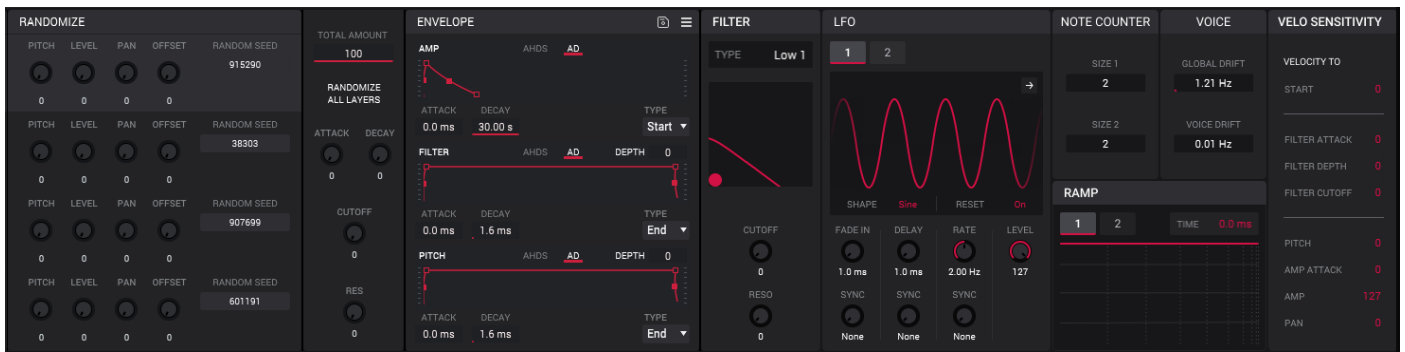 RANDOMIZE
PITCH LEVEL PAN OFFSET RANDOM SEED
915290
0 0 0 0
PITCH LEVEL PAN OFFSET RANDOM SEED
38303
0 0 0 0
PITCH LEVEL PAN OFFSET RANDOM SEED
907699
0 0 0 0
PITCH LEVEL PAN OFFSET RANDOM SEED
601191
0 0 0 0
TOTAL AMOUNT
100
RANDOMIZE
ALL LAYERS
ATTACK DECAY
0 0
CUTOFF
0
RES
0
ENVELOPE
AMP AHDS AD
ATTACK DECAY TYPE
0.0 ms 30.00 s Start
FILTER AHDS AD DEPTH 0
ATTACK DECAY TYPE
0.0 ms 1.6 ms End
PITCH AHDS AD DEPTH 0
ATTACK DECAY TYPE
0.0 ms 1.6 ms End
FILTER
TYPE Low 1
CUTOFF
0
RESO
0
LFO
1 2
SHAPE Sine RESET On
FADE IN DELAY RATE LEVEL
1.0 ms 1.0 ms 2.00 Hz 127
SYNC SYNC SYNC
None None None
NOTE COUNTER
SIZE 1
2
SIZE 2
2
VOICE
GLOBAL DRIFT
1.21 Hz
VOICE DRIFT
0.01 Hz
RAMP
1 2 TIME 0.0 ms
VELO SENSITIVITY
VELOCITY TO
START 0
FILTER ATTACK 0
FILTER DEPTH 0
FILTER CUTOFF 0
PITCH 0
AMP ATTACK 0
AMP 127
PAN 0